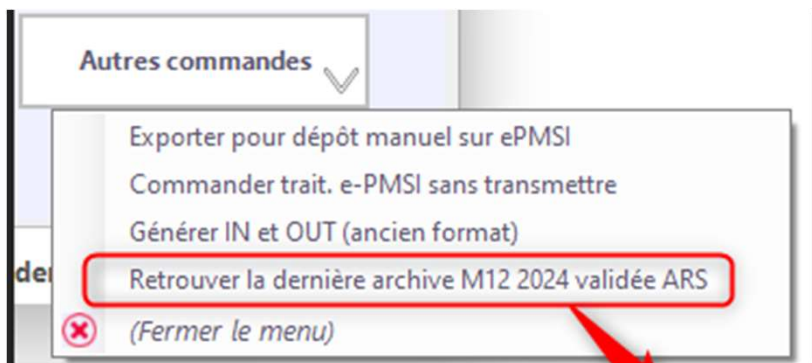 Autres commandes
Exporter pour dépôt manuel sur ePMSI
Commander trait. e-PMSI sans transmettre
Générer IN et OUT (ancien format)
Retrouver la dernière archive M12 2024 validée ARS
(Fermer le menu)